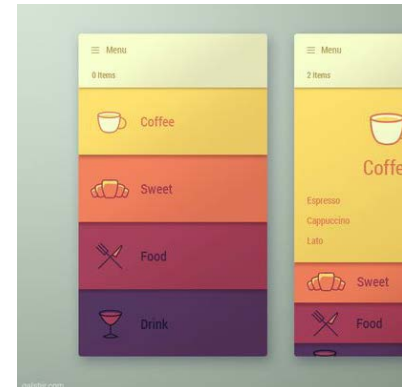 Menu
0 Items
Coffee
Sweet
Food
Drink
Menu
2 Items
Coffe
Espresso
Cappuccino
Lato
Sweet
Food